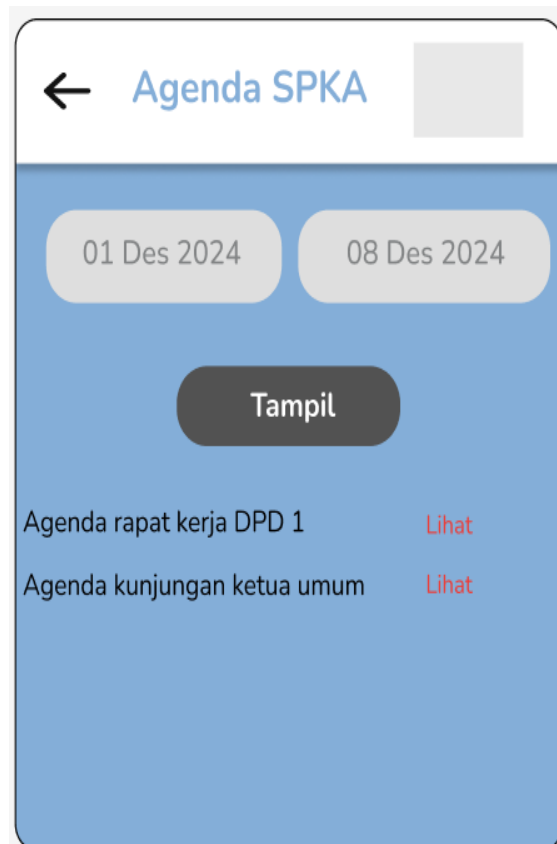 Agenda SPKA
01 Des 2024 08 Des 2024
Tampil
Agenda rapat kerja DPD 1 Lihat
Agenda kunjungan ketua umum Lihat